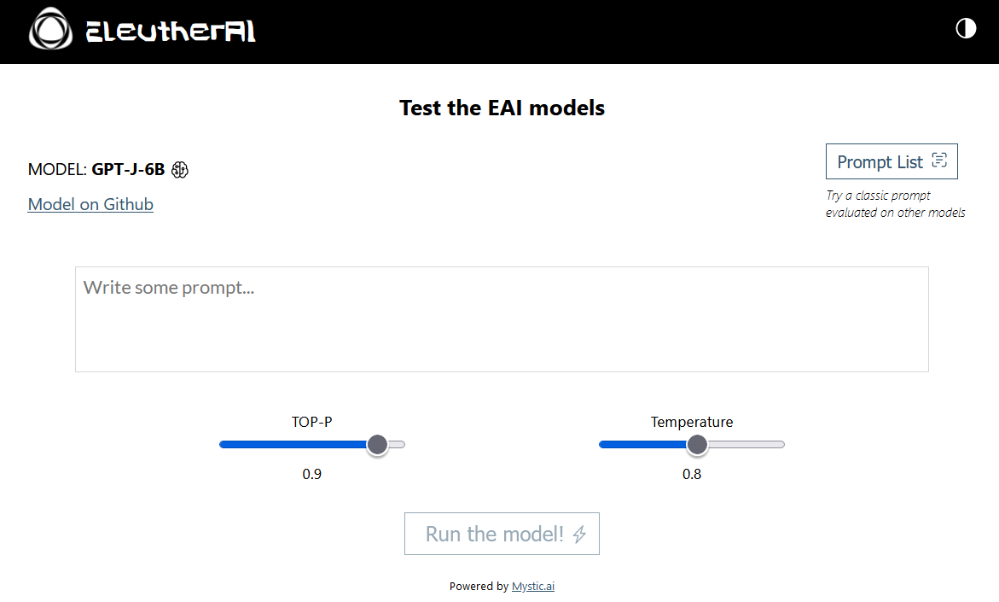 EleutherAI
Test the EAI models
MODEL: GPT-J-6B
Prompt List
Model on Github
Try a classic prompt
evaluated on other models
Write some prompt...
TOP-P
Temperature
0.9
0.8
Run the model!
Powered by Mystic.ai